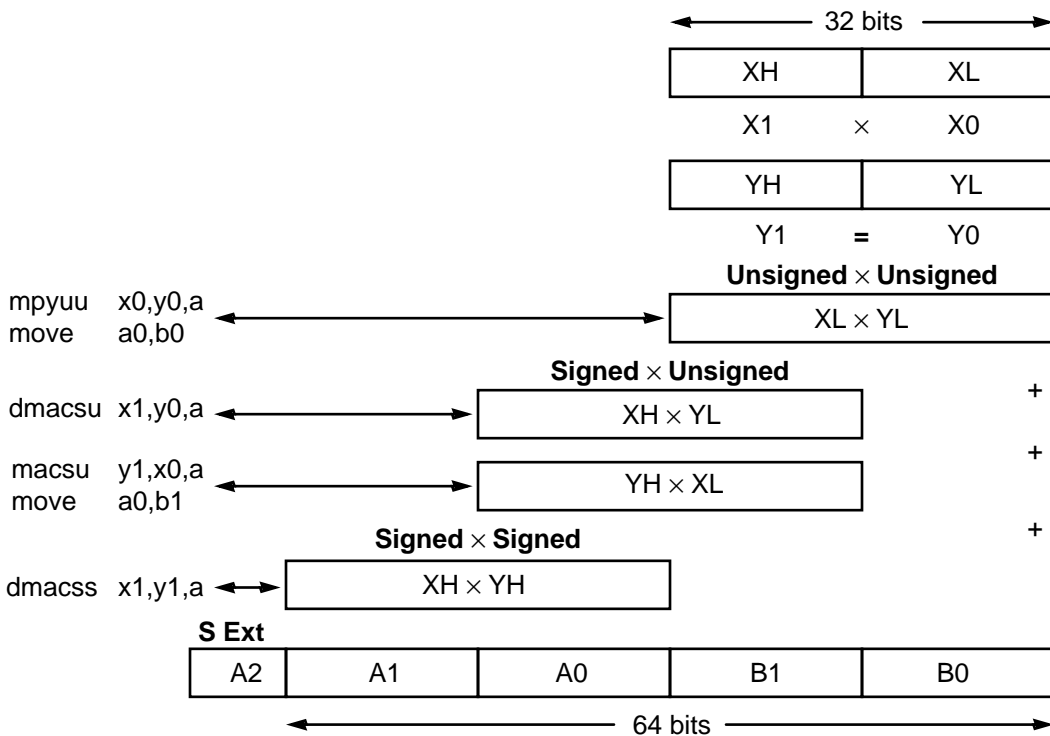 32 bits
XH XL
X1 × X0
YH YL
Y1 = Y0
Unsigned × Unsigned
mpyuu x0,y0,a
move a0,b0
XL × YL
Signed × Unsigned
+
dmacsu x1,y0,a
XH × YL
+
macsu y1,x0,a
move a0,b1
YH × XL
+
Signed × Signed
dmacss x1,y1,a
XH × YH
S Ext
A2 A1 A0 B1 B0
64 bits